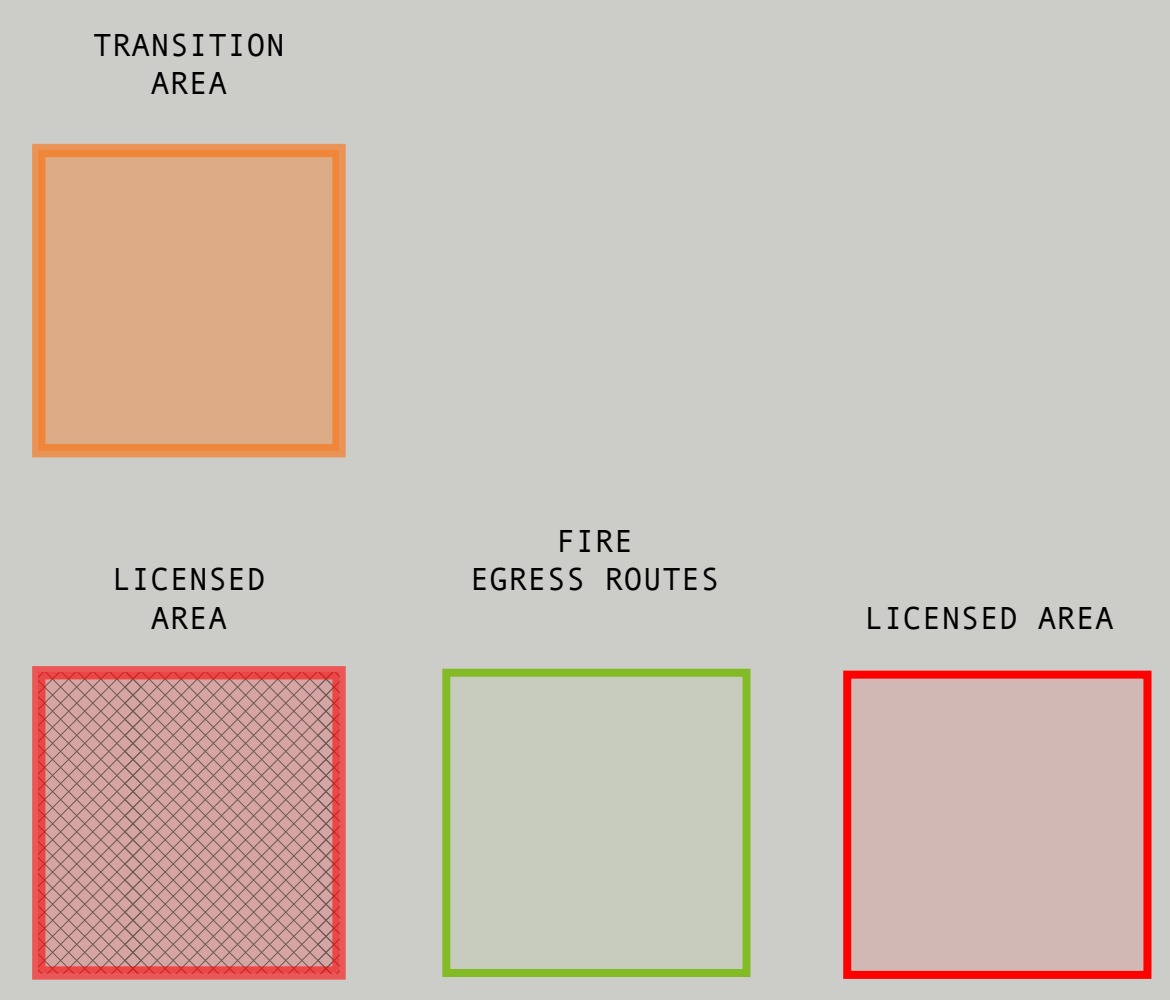 TRANSITION
AREA
LICENSED
AREA
FIRE
EGRESS ROUTES
LICENSED AREA